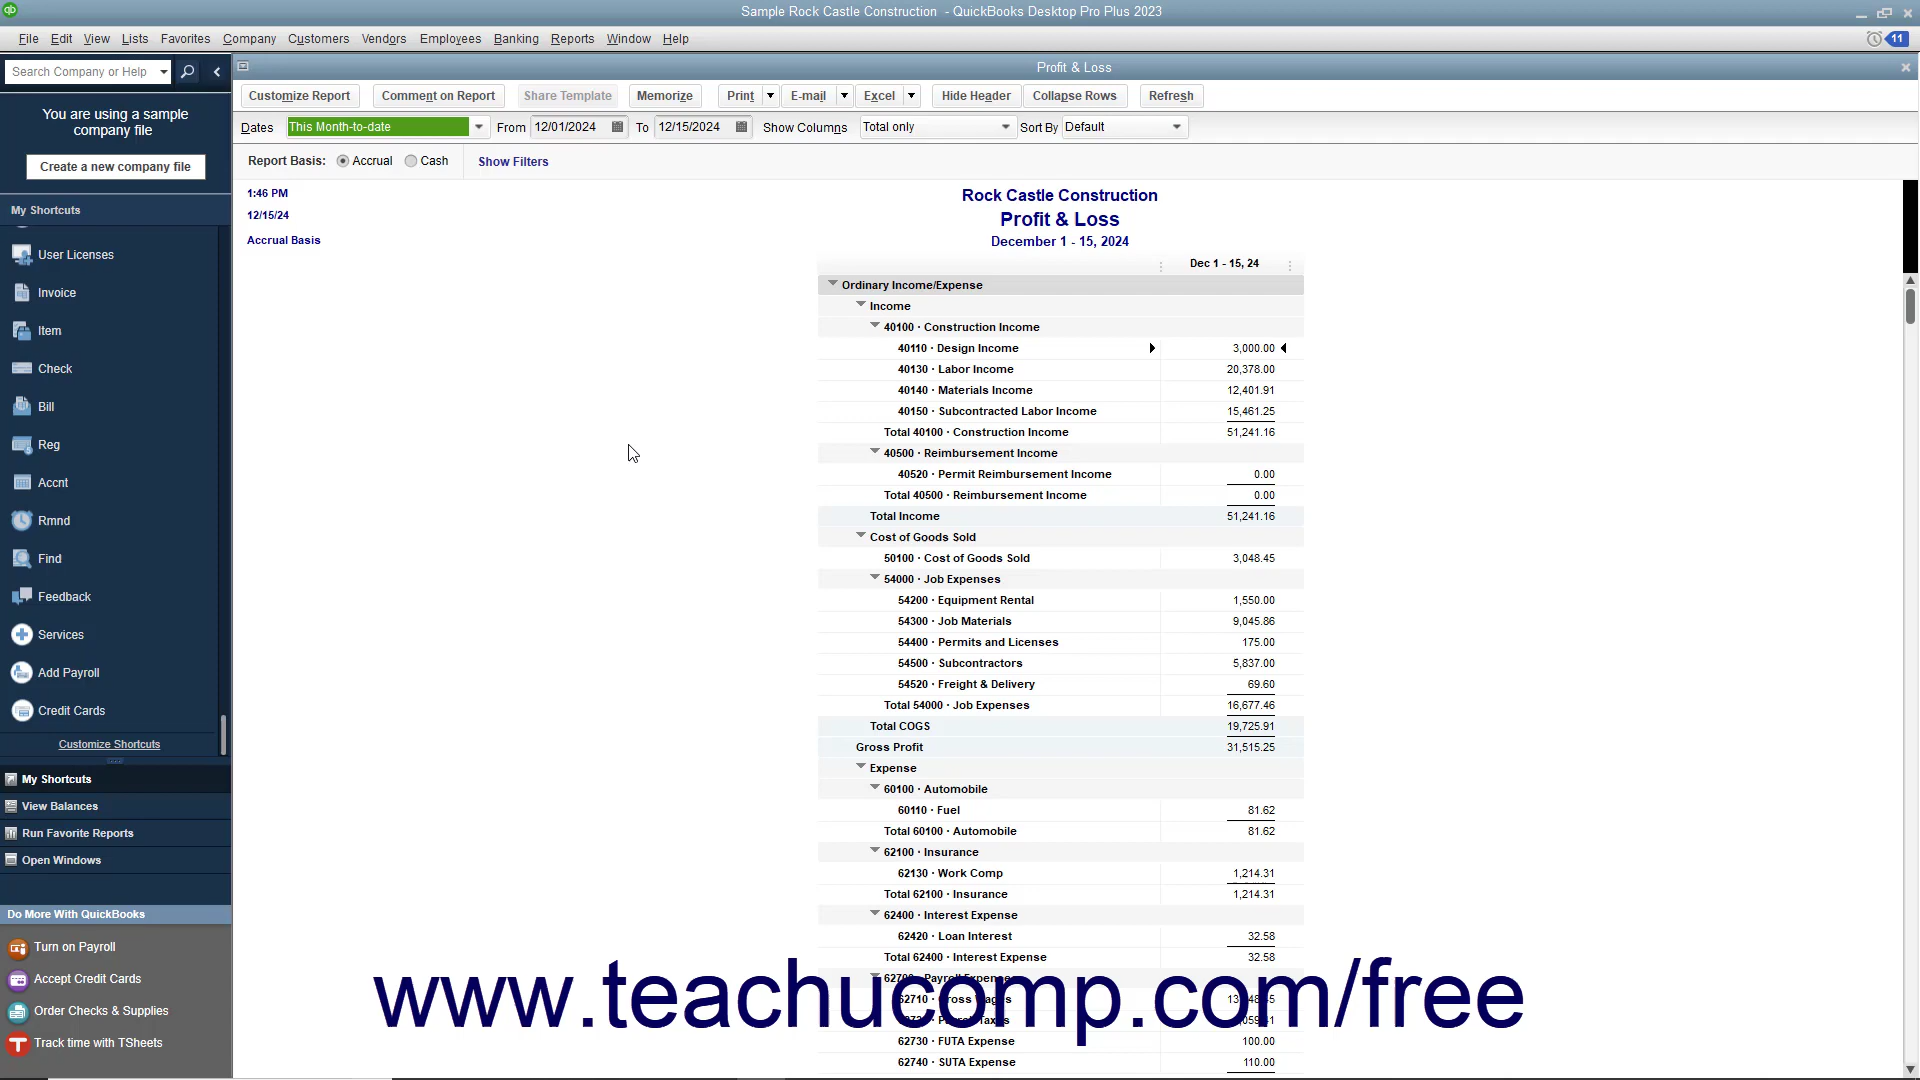 Sample Rock Castle Construction - QuickBooks Desktop Pro Plus 2023
File Edit View Lists Favorites Company Customers Vendors Employees Banking Reports Window Help
11
Search Company or Help
Profit & Loss
You are using a sample
company file
Create a new company file
Customize Report Comment on Report Share Template Memorize Print E-mail Excel Hide Header Collapse Rows Refresh
Dates This Month-to-date From 12/01/2024 To 12/15/2024 Show Columns Total only Sort By Default
Report Basis: Accrual Cash Show Filters
My Shortcuts
User Licenses
Invoice
Item
Check
Bill
Reg
Accnt
Rmnd
Find
Feedback
Services
Add Payroll
Credit Cards
Customize Shortcuts
My Shortcuts
View Balances
Run Favorite Reports
Open Windows
Do More With QuickBooks
Turn on Payroll
Accept Credit Cards
Order Checks & Supplies
Track time with TSheets
1:46 PM
12/15/24
Accrual Basis
Rock Castle Construction
Profit & Loss
December 1 - 15, 2024
Dec 1 - 15, 24
Ordinary Income/Expense
Income
40100 · Construction Income
40110 · Design Income 3,000.00
40130 · Labor Income 20,378.00
40140 · Materials Income 12,401.91
40150 · Subcontracted Labor Income 15,461.25
Total 40100 · Construction Income 51,241.16
40500 · Reimbursement Income
40520 · Permit Reimbursement Income 0.00
Total 40500 · Reimbursement Income 0.00
Total Income 51,241.16
Cost of Goods Sold
50100 · Cost of Goods Sold 3,048.45
54000 · Job Expenses
54200 · Equipment Rental 1,550.00
54300 · Job Materials 9,045.86
54400 · Permits and Licenses 175.00
54500 · Subcontractors 5,837.00
54520 · Freight & Delivery 69.60
Total 54000 · Job Expenses 16,677.46
Total COGS 19,725.91
Gross Profit 31,515.25
Expense
60100 · Automobile
60110 · Fuel 81.62
Total 60100 · Automobile 81.62
62100 · Insurance
62130 · Work Comp 1,214.31
Total 62100 · Insurance 1,214.31
62400 · Interest Expense
62420 · Loan Interest 32.58
Total 62400 · Interest Expense 32.58
www.teachucomp.com/free
62730 · FUTA Expense 100.00
62740 · SUTA Expense 110.00